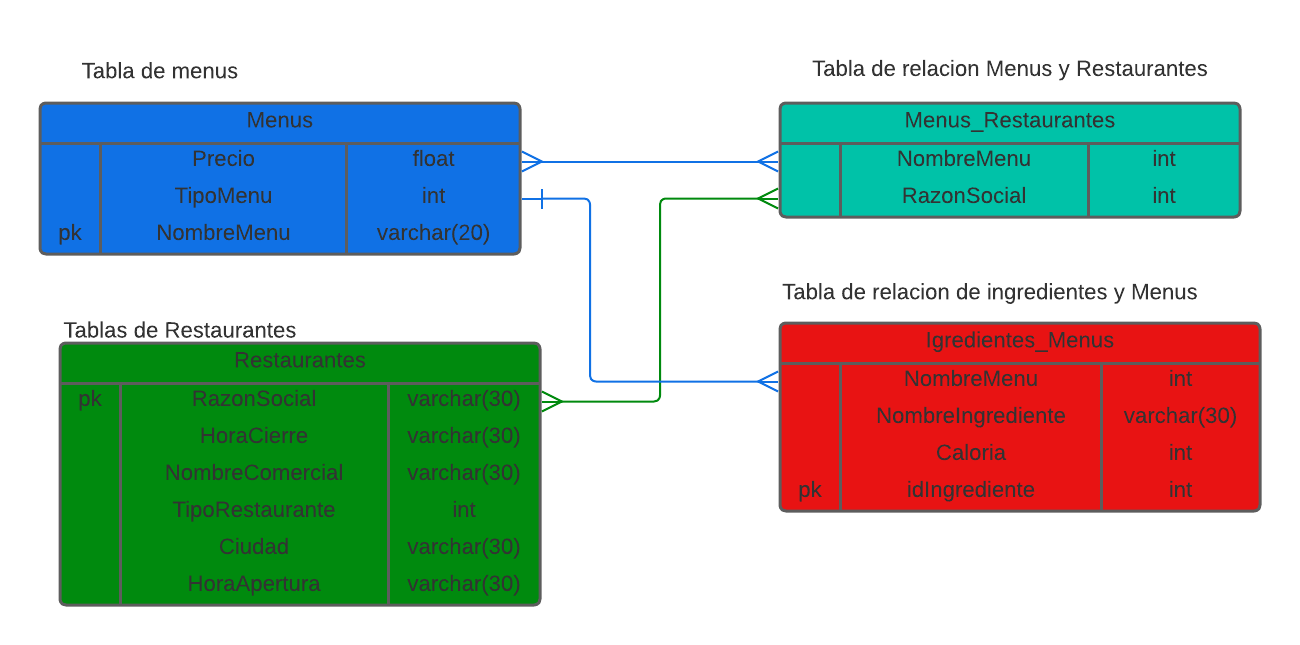 Tabla de menus
Menus
Precio float
TipoMenu int
pk NombreMenu varchar(20)
Tabla de relacion Menus y Restaurantes
Menus_Restaurantes
NombreMenu int
RazonSocial int
Tablas de Restaurantes
Restaurantes
pk RazonSocial varchar(30)
HoraCierre varchar(30)
NombreComercial varchar(30)
TipoRestaurante int
Ciudad varchar(30)
HoraApertura varchar(30)
Tabla de relacion de ingredientes y Menus
Igredientes_Menus
NombreMenu int
NombreIngrediente varchar(30)
Caloria int
pk idIngrediente int